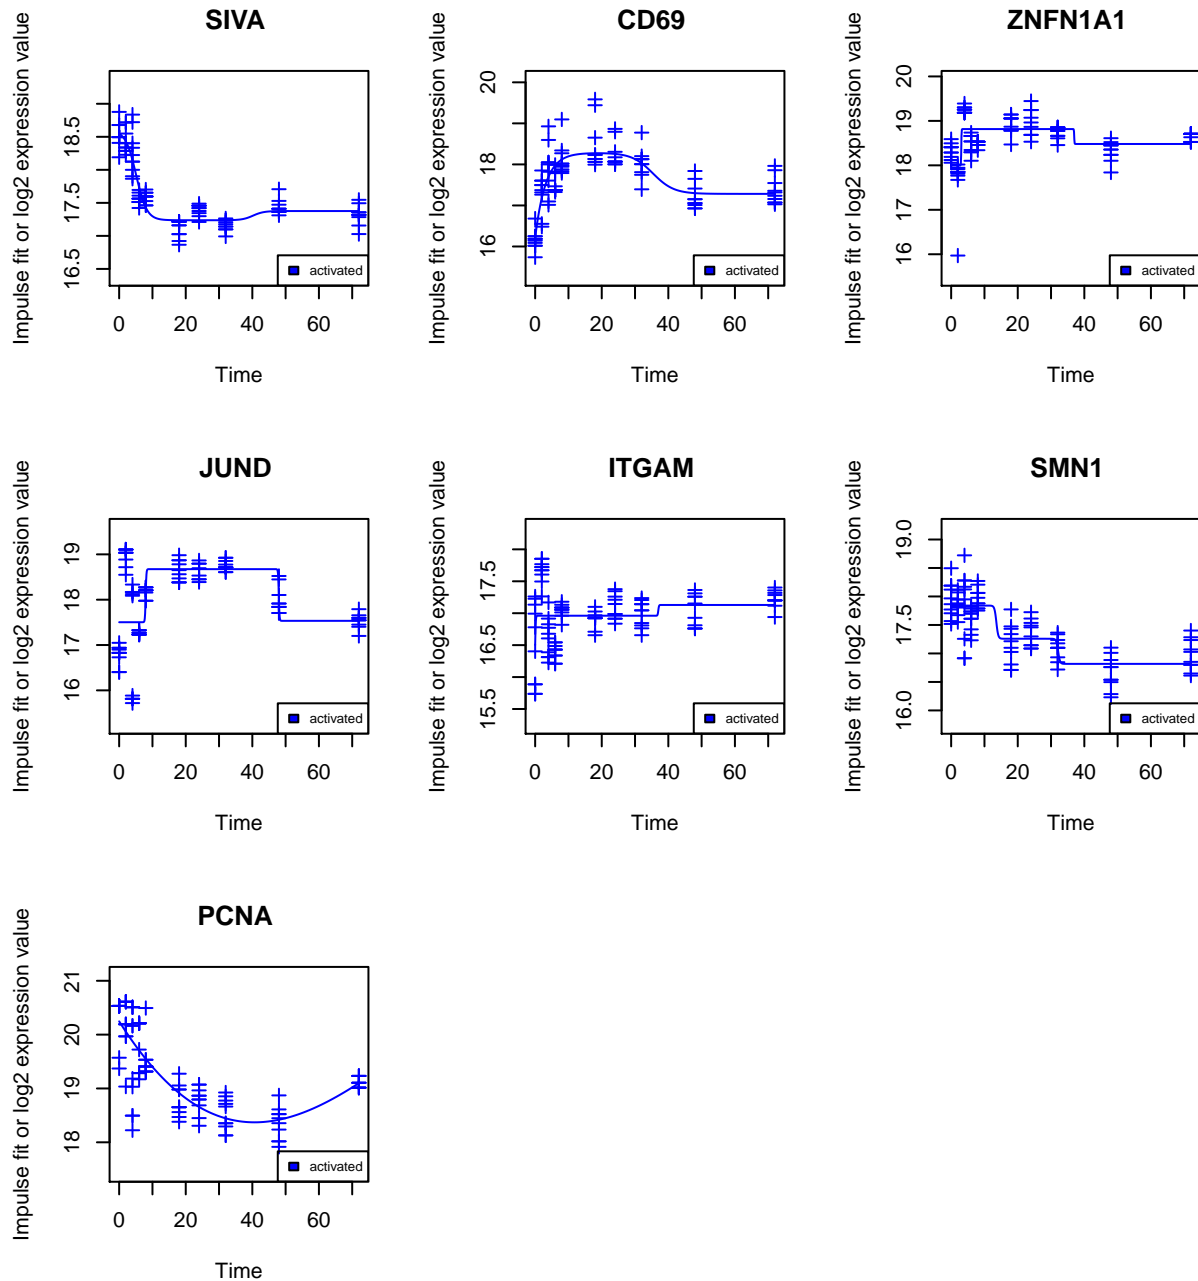 SIVA
Impulse fit or log2 expression value
18.5
17.5
16.5
0 20 40 60
Time
activated
CD69
Impulse fit or log2 expression value
20
18
16
0 20 40 60
Time
activated
ZNFN1A1
Impulse fit or log2 expression value
20
19
18
17
16
0 20 40 60
Time
activated
JUND
Impulse fit or log2 expression value
19
18
17
16
0 20 40 60
Time
activated
ITGAM
Impulse fit or log2 expression value
17.5
16.5
15.5
0 20 40 60
Time
activated
SMN1
Impulse fit or log2 expression value
19.0
17.5
16.0
0 20 40 60
Time
activated
PCNA
Impulse fit or log2 expression value
21
20
19
18
0 20 40 60
Time
activated